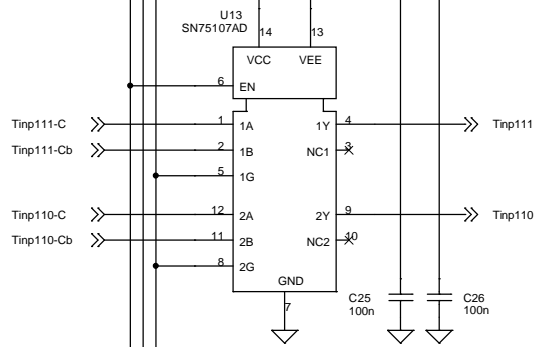 U13
SN75107AD
14 13
VCC VEE
6 EN
Tinp111-C 1 1A 1Y 4 Tinp111
Tinp111-Cb 2 1B NC1 3
5 1G
Tinp110-C 12 2A 2Y 9 Tinp110
Tinp110-Cb 11 2B NC2 10
8 2G
GND
7
C25 C26
100n 100n